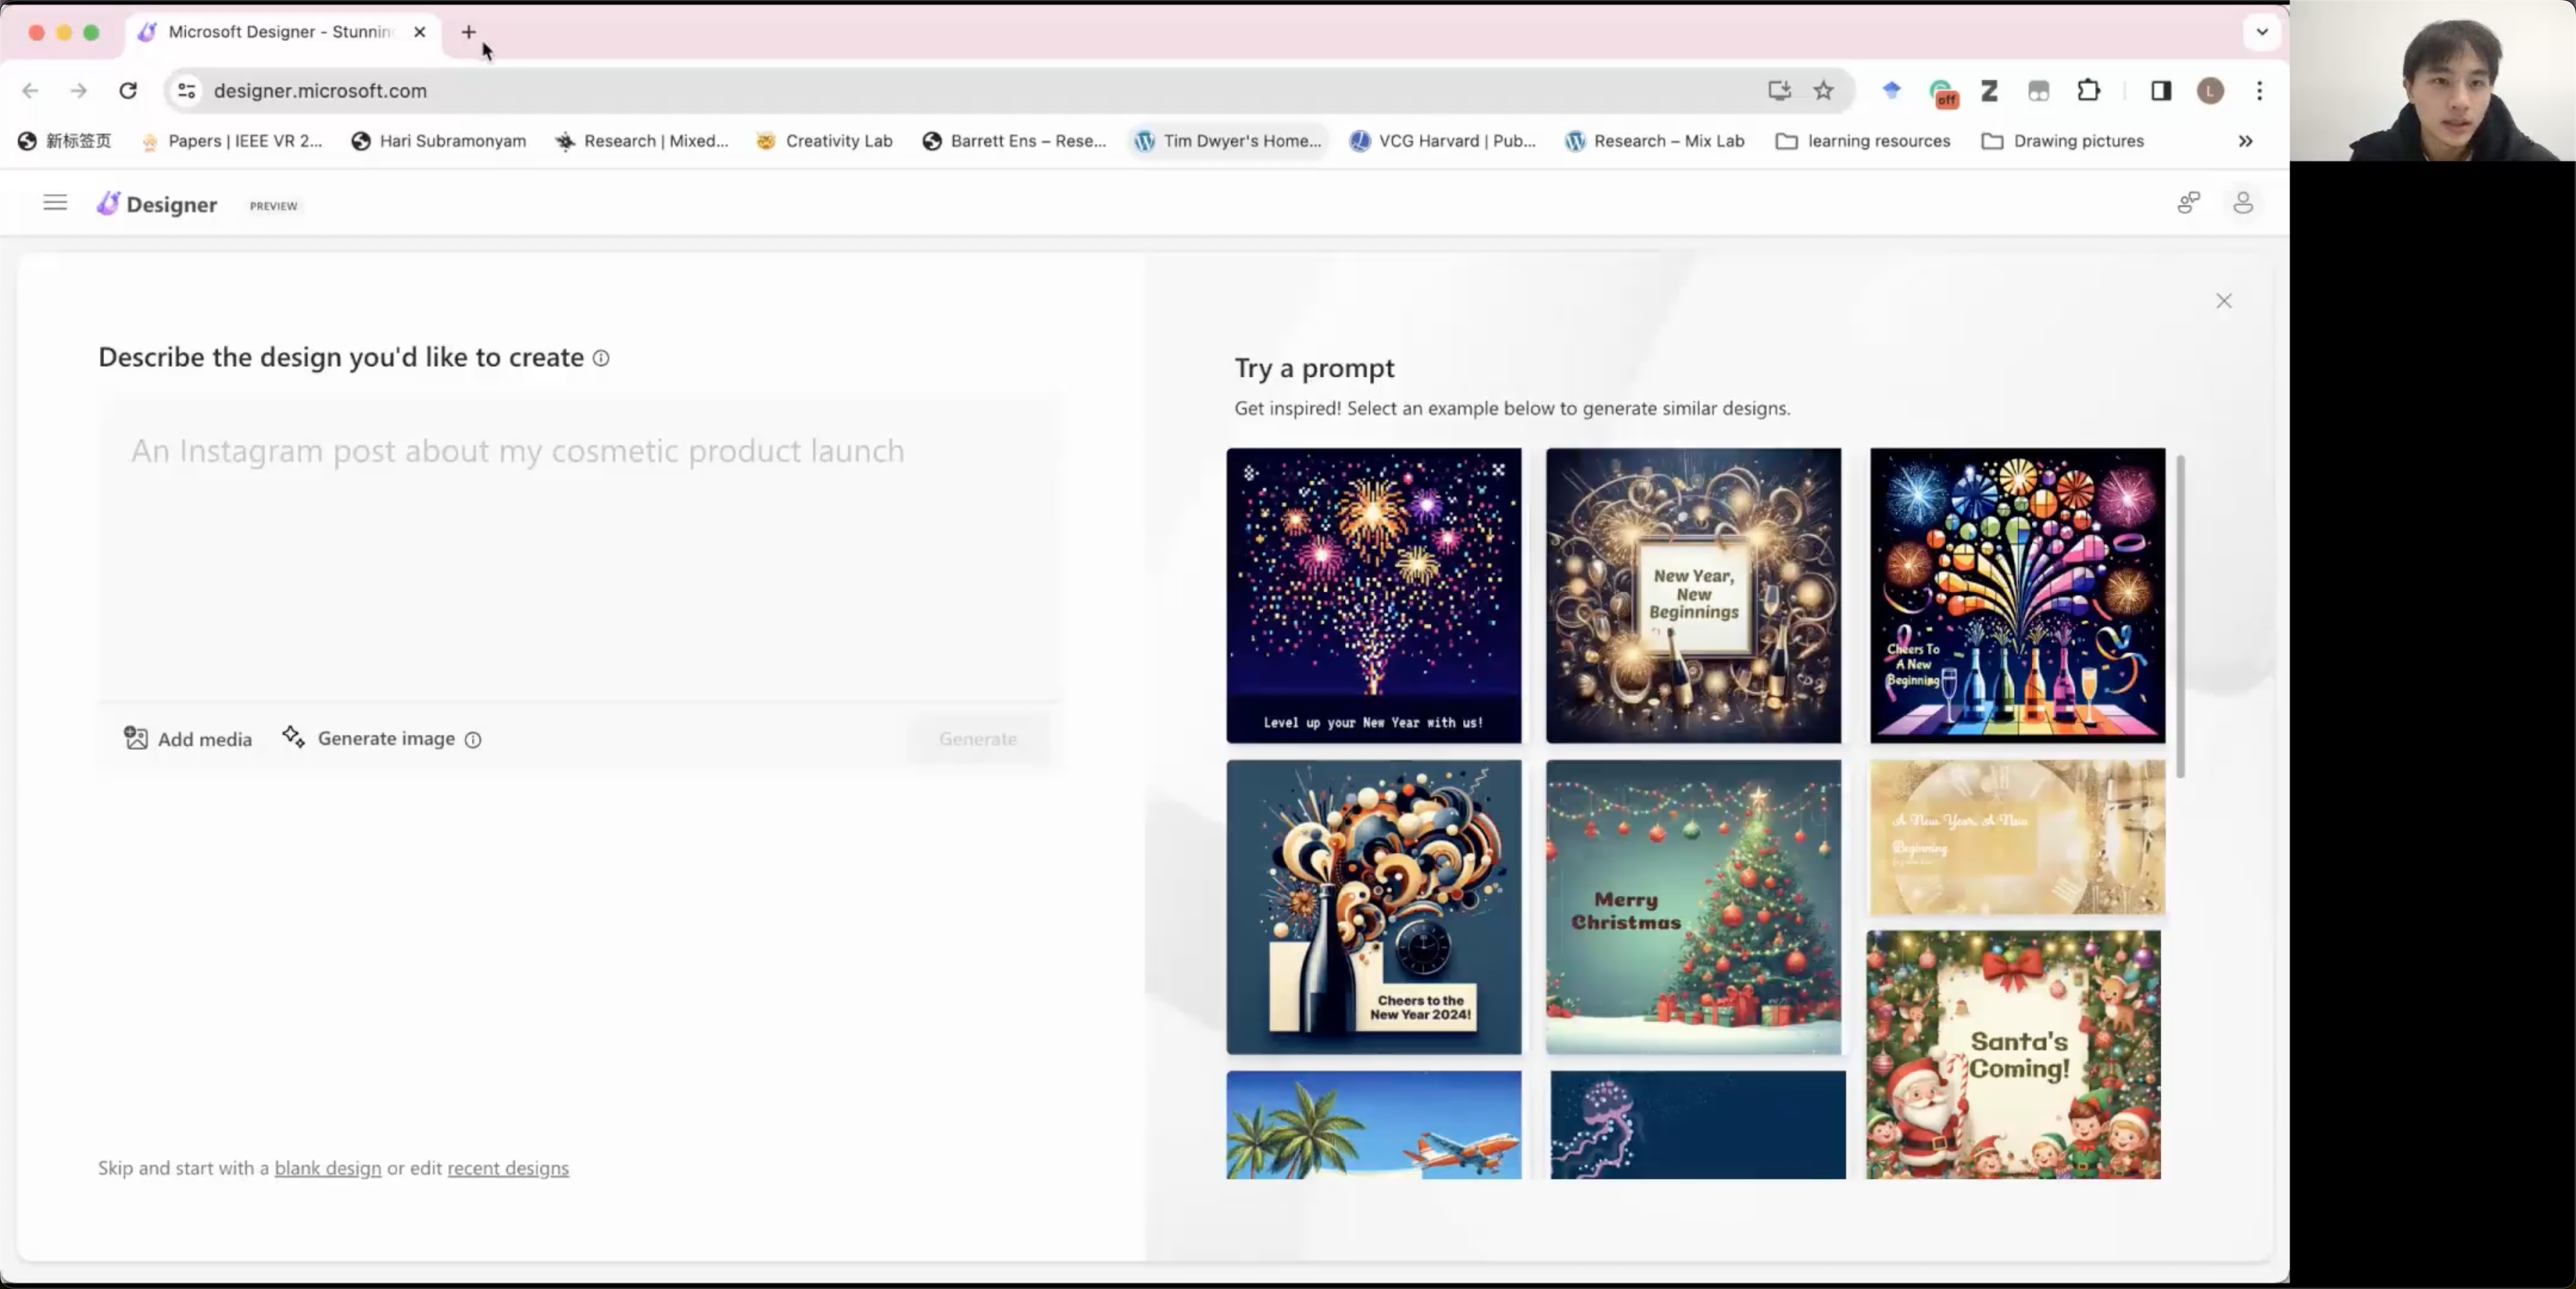 Microsoft Designer - Stunnin
designer.microsoft.com
off
Z
L
新标签页
Papers | IEEE VR 2...
Hari Subramonyam
Research | Mixed...
Creativity Lab
Barrett Ens – Rese...
Tim Dwyer's Home...
VCG Harvard | Pub...
Research – Mix Lab
learning resources
Drawing pictures
Designer
PREVIEW
Describe the design you'd like to create
An Instagram post about my cosmetic product launch
Add media
Generate image
Generate
Skip and start with a blank design or edit recent designs
Try a prompt
Get inspired! Select an example below to generate similar designs.
Level up your New Year with us!
New Year,
New
Beginnings
Cheers To
A New
Beginning
Cheers to the
New Year 2024!
Merry
Christmas
A New Year, A New
Beginning
Santa's
Coming!